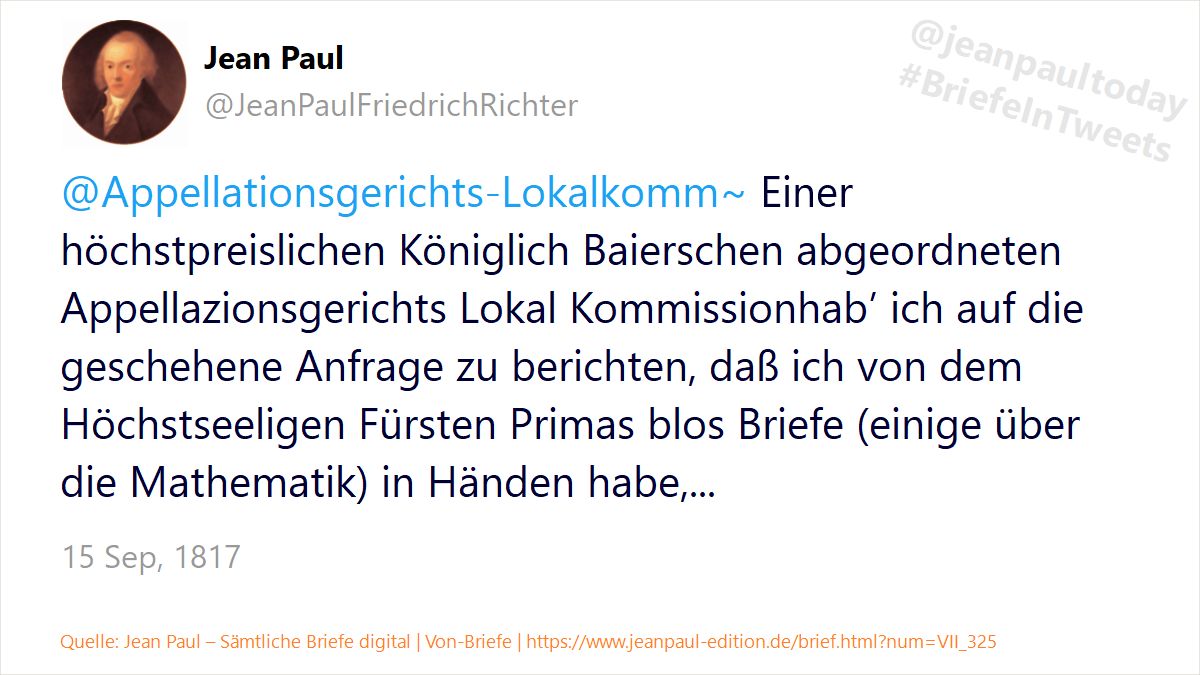 Jean Paul
@JeanPaulFriedrichRichter
@jeanpaultoday
#BriefeInTweets
@Appellationsgerichts-Lokalkomm~ Einer
höchstpreislichen Königlich Baierschen abgeordneten
Appellazionsgerichts Lokal Kommissionhab’ ich auf die
geschehene Anfrage zu berichten, daß ich von dem
Höchstseeligen Fürsten Primas blos Briefe (einige über
die Mathematik) in Händen habe,...
15 Sep, 1817
Quelle: Jean Paul – Sämtliche Briefe digital | Von-Briefe | https://www.jeanpaul-edition.de/brief.html?num=VII_325